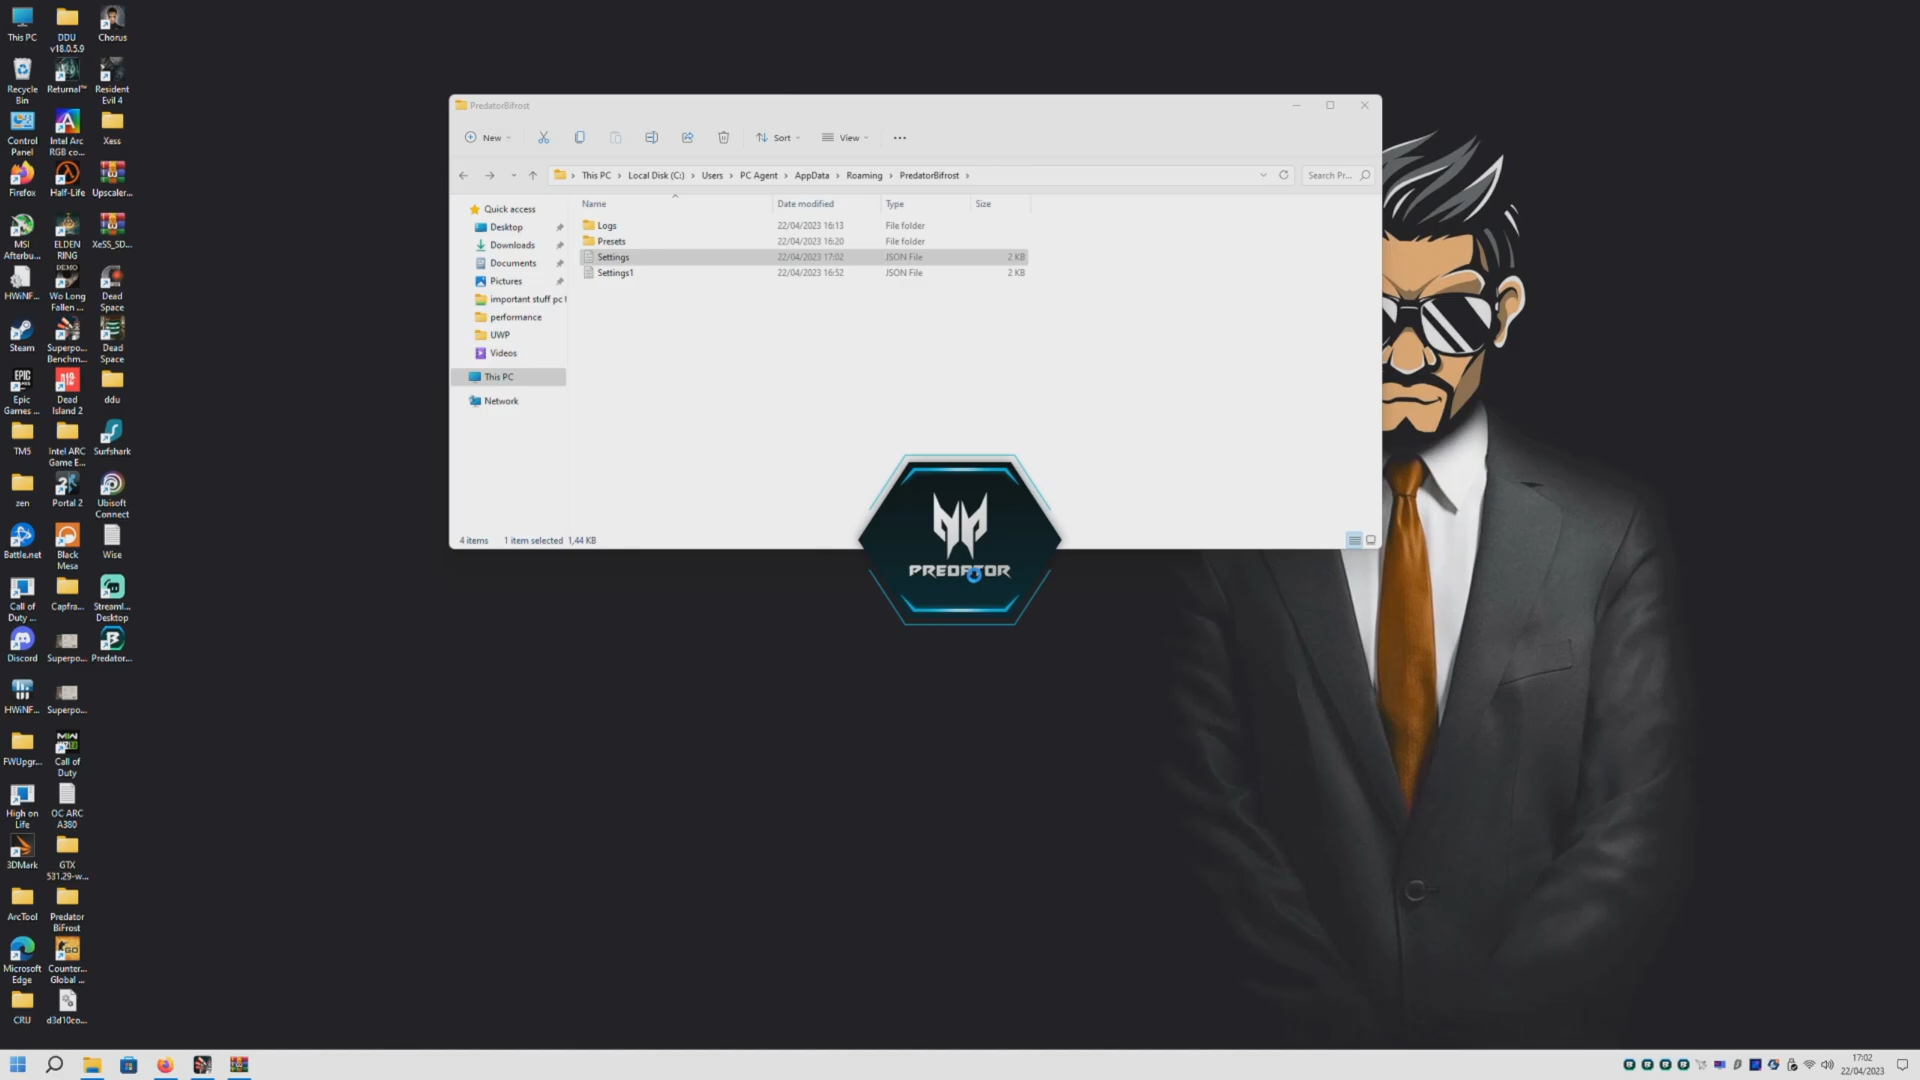 This PC
DDU
v18.0.5.9
Chorus
Recycle
Bin
Returnal™
Resident
Evil 4
Control
Panel
Intel Arc
RGB co...
Xess
Firefox
Half-Life
Upscaler...
MSI
Afterbu...
ELDEN
RING
XeSS_SD...
HWiNF...
DEMO
Wo Long
Fallen ...
Dead
Space
Steam
Superpo...
Benchm...
Dead
Space
EPIC
GAMES
Epic
Games ...
Dead
Island 2
ddu
TM5
Intel ARC
Game E...
Surfshark
zen
Portal 2
Ubisoft
Connect
Battle.net
Black
Mesa
Wise
Call of
Duty ...
Capfra...
Streaml...
Desktop
Discord
Superpo...
Predator...
HWiNF...
Superpo...
FWUpgr...
Call of
Duty
High on
Life
OC ARC
A380
3DMark
GTX
531.29-w...
ArcTool
Predator
BiFrost
Microsoft
Edge
GO
Counter...
Global ...
CRU
d3d10co...
PredatorBifrost
New
Sort
View
This PC > Local Disk (C:) > Users > PC Agent > AppData > Roaming > PredatorBifrost >
Search Pr...
Quick access
Desktop
Downloads
Documents
Pictures
important stuff pc t
performance
UWP
Videos
This PC
Network
Name Date modified Type Size
Logs 22/04/2023 16:13 File folder
Presets 22/04/2023 16:20 File folder
Settings 22/04/2023 17:02 JSON File 2 KB
Settings1 22/04/2023 16:52 JSON File 2 KB
4 items 1 item selected 1,44 KB
PREDATOR
17:02
22/04/2023